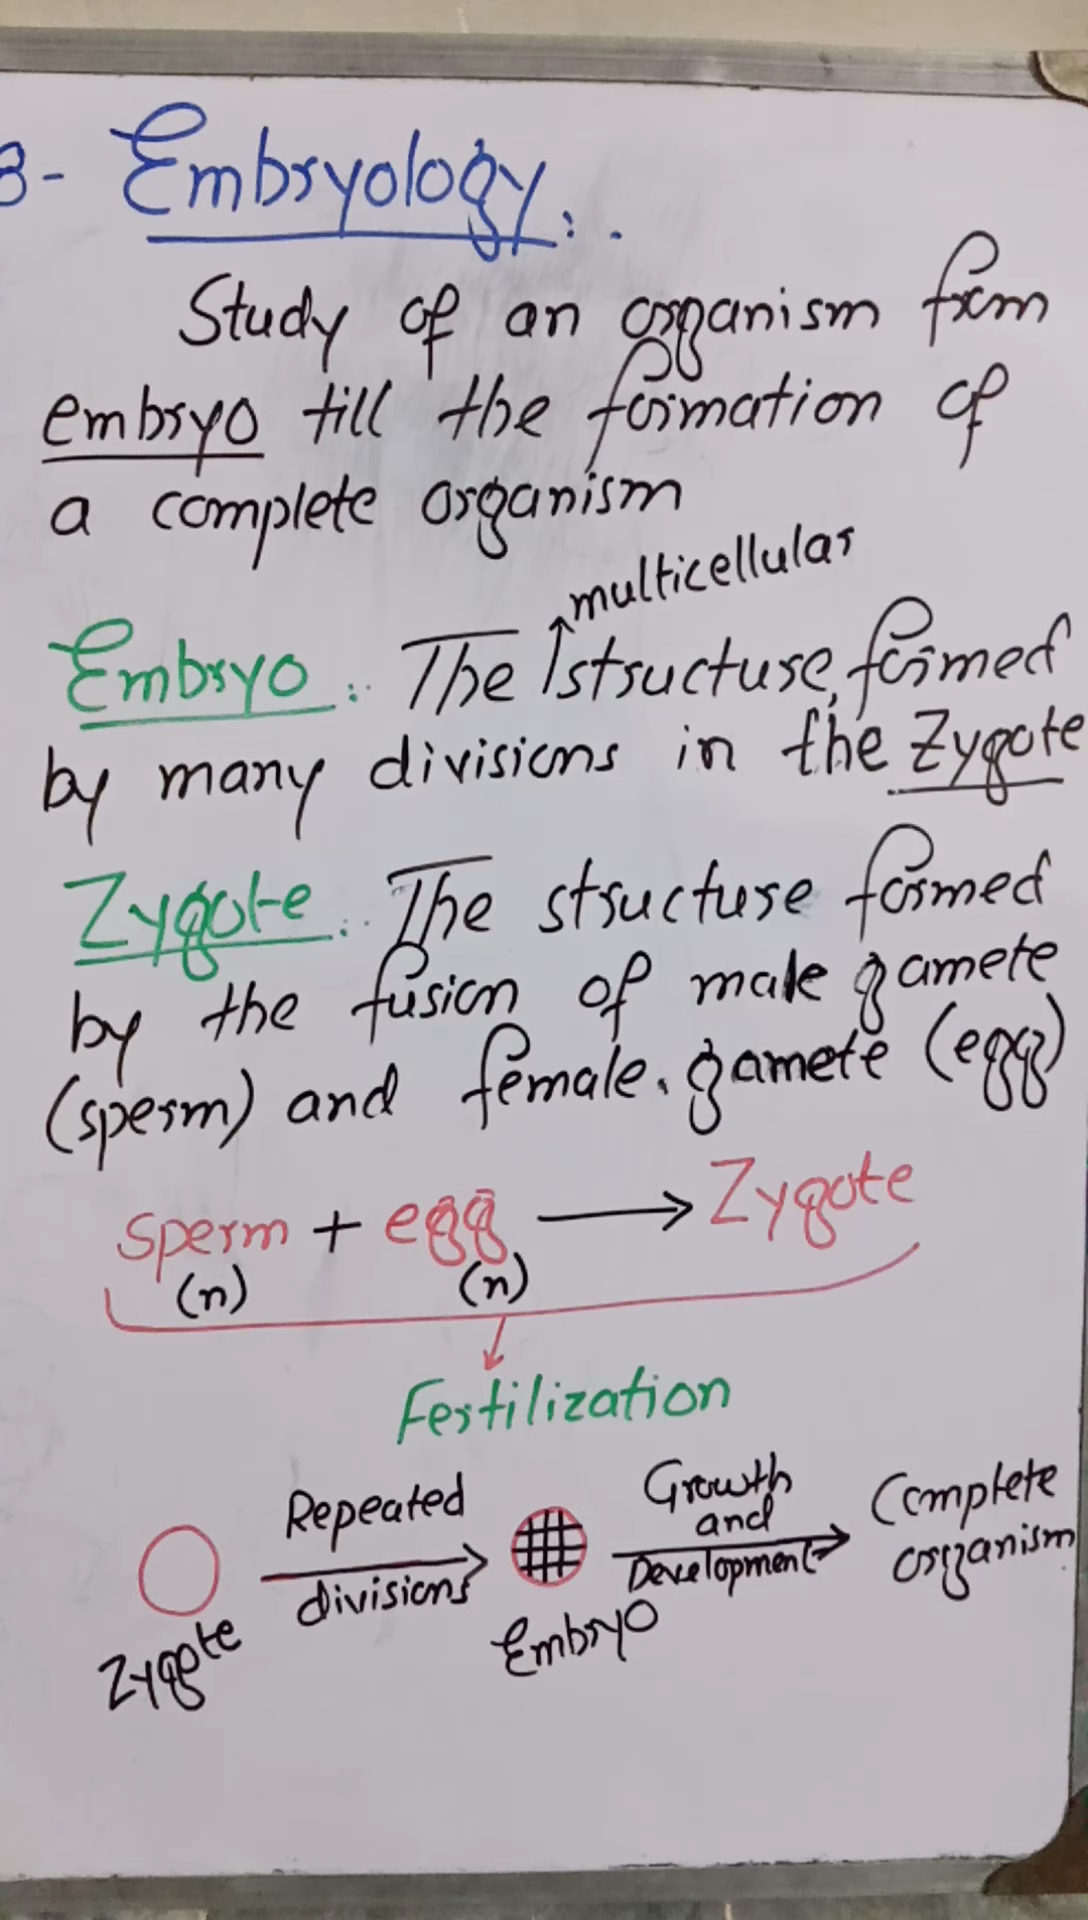 3- Embryology:.
Study of an organism from
embryo till the formation of
a complete organism
multicellular
Embryo:. The structure, formed
by many divisions in the Zygote
Zygote:. The structure formed
by the fusion of male gamete
(sperm) and female. gamete (egg)
sperm + egg → Zygote
(n) (n)
Fertilization
Repeated divisions
Growth and Development
Complete organism
Zygote
Embryo